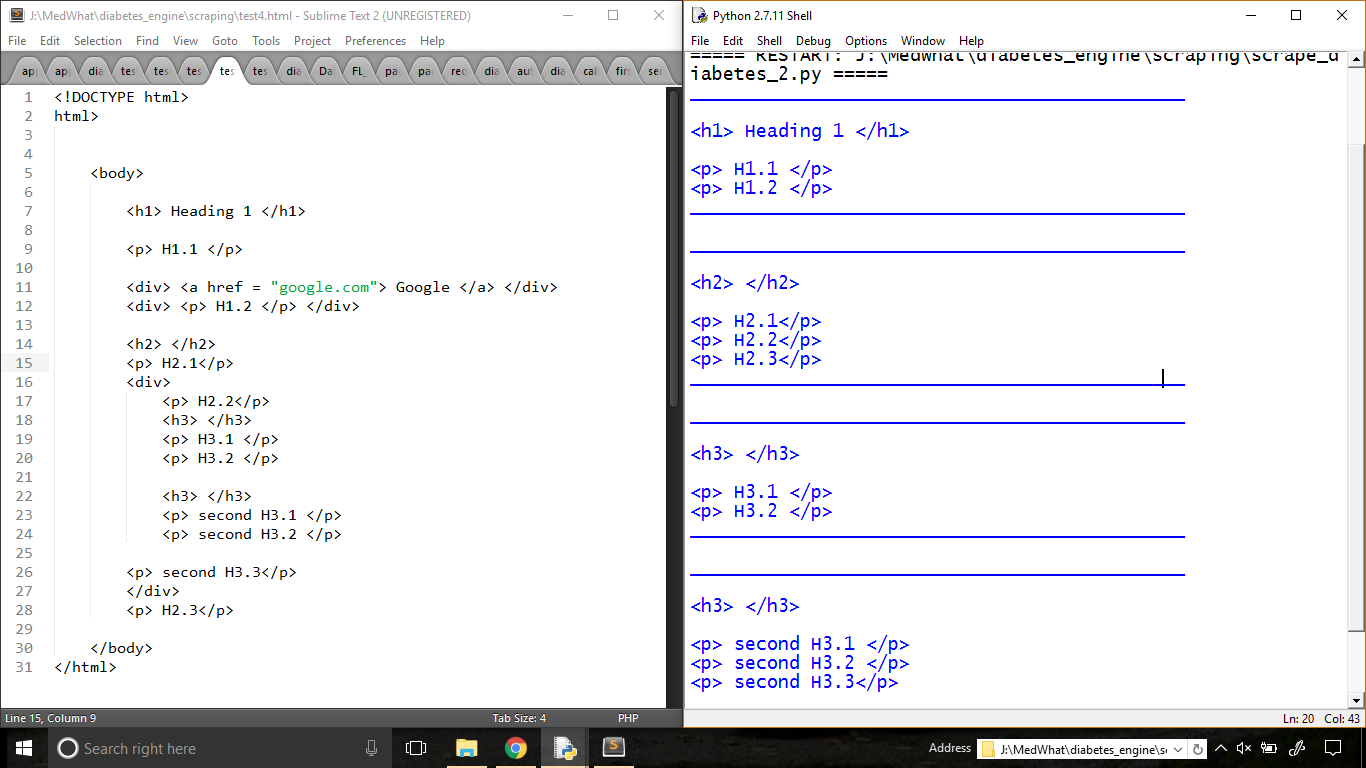 J:\MedWhat\diabetes_engine\scraping\test4.html - Sublime Text 2 (UNREGISTERED)
File Edit Selection Find View Goto Tools Project Preferences Help
ap ap dia tes tes tes tes tes dia Da FL_ pa pa rec dia aut dia call firs ser
1 <!DOCTYPE html>
2 html>
3
4
5 <body>
6
7 <h1> Heading 1 </h1>
8
9 <p> H1.1 </p>
10
11 <div> <a href = "google.com"> Google </a> </div>
12 <div> <p> H1.2 </p> </div>
13
14 <h2> </h2>
15 <p> H2.1</p>
16 <div>
17 <p> H2.2</p>
18 <h3> </h3>
19 <p> H3.1 </p>
20 <p> H3.2 </p>
21
22 <h3> </h3>
23 <p> second H3.1 </p>
24 <p> second H3.2 </p>
25
26 <p> second H3.3</p>
27 </div>
28 <p> H2.3</p>
29
30 </body>
31 </html>
Line 15, Column 9 Tab Size: 4 PHP
Python 2.7.11 Shell
File Edit Shell Debug Options Window Help
===== RESTART: J:\Medwhat\diabetes_engine\scraping\scrape_d
iabetes_2.py =====
<h1> Heading 1 </h1>
<p> H1.1 </p>
<p> H1.2 </p>
<h2> </h2>
<p> H2.1</p>
<p> H2.2</p>
<p> H2.3</p>
<h3> </h3>
<p> H3.1 </p>
<p> H3.2 </p>
<h3> </h3>
<p> second H3.1 </p>
<p> second H3.2 </p>
<p> second H3.3</p>
Ln: 20 Col: 43
Search right here
Address J:\MedWhat\diabetes_engine\s